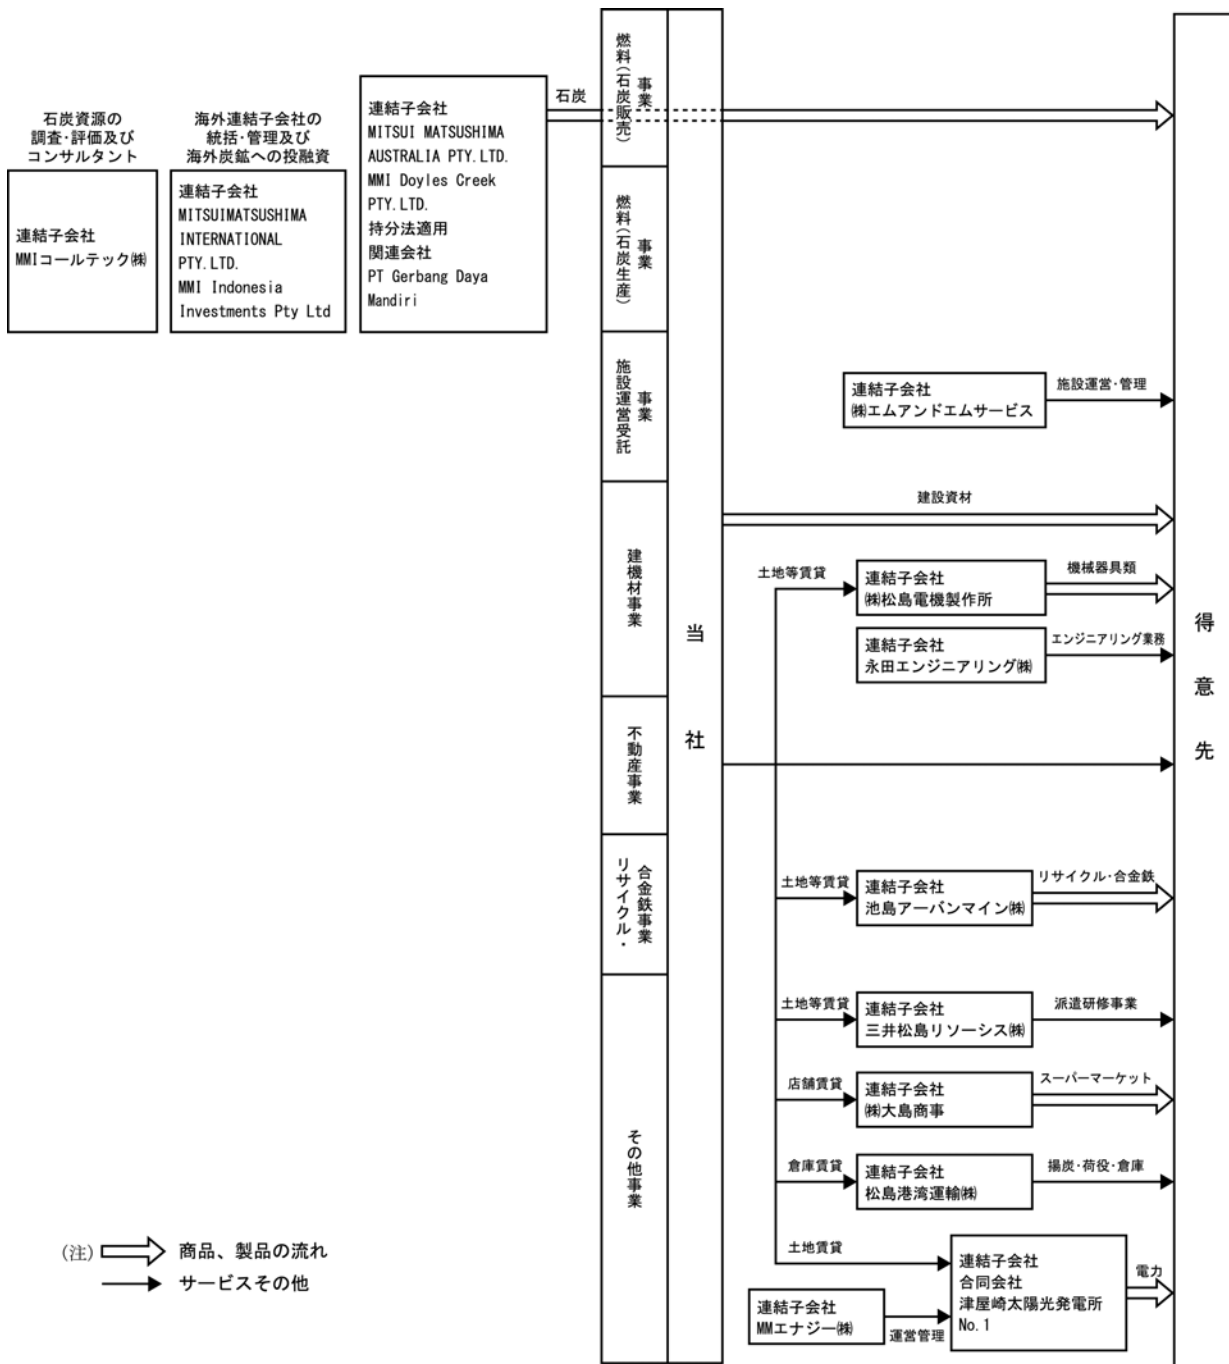 石炭資源の
調査･評価及び
コンサルタント
連結子会社
MMIコールテック㈱
海外連結子会社の
統括･管理及び
海外炭鉱への投融資
連結子会社
MITSUIMATSUSHIMA
INTERNATIONAL
PTY.LTD.
MMI Indonesia
Investments Pty Ltd
連結子会社
MITSUI MATSUSHIMA
AUSTRALIA PTY.LTD.
MMI Doyles Creek
PTY.LTD.
持分法適用
関連会社
PT Gerbang Daya
Mandiri
石炭
燃料(石炭販売)
事業
燃料(石炭生産)
事業
施設運営受託
事業
建機材事業
不動産事業
リサイクル・
合金鉄事業
その他事業
当社
連結子会社
㈱エムアンドエムサービス
施設運営･管理
建設資材
土地等賃貸
連結子会社
㈱松島電機製作所
機械器具類
連結子会社
永田エンジニアリング㈱
エンジニアリング業務
土地等賃貸
連結子会社
池島アーバンマイン㈱
リサイクル･合金鉄
土地等賃貸
連結子会社
三井松島リソーシス㈱
派遣研修事業
店舗賃貸
連結子会社
㈱大島商事
スーパーマーケット
倉庫賃貸
連結子会社
松島港湾運輸㈱
揚炭･荷役･倉庫
土地賃貸
連結子会社
合同会社
津屋崎太陽光発電所
No.1
電力
連結子会社
MMエナジー㈱
運営管理
得意先
(注)
商品、製品の流れ
サービスその他